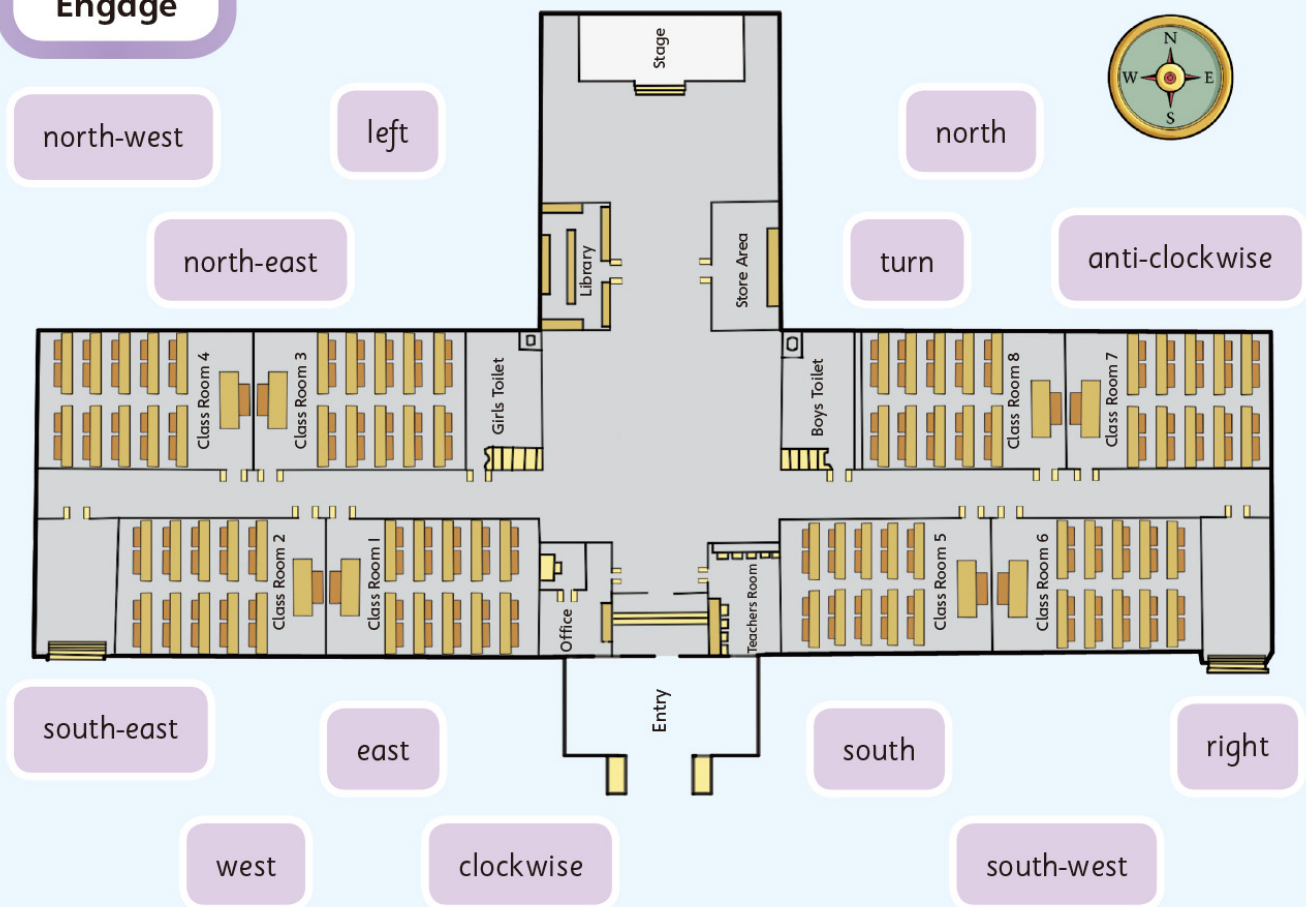 Engage
Stage
N
W E
S
north-west
left
north
north-east
Library
Store Area
turn
anti-clockwise
Class Room 4
Class Room 3
Girls Toilet
Boys Toilet
Class Room 8
Class Room 7
Class Room 2
Class Room 1
Office
Teachers Room
Class Room 5
Class Room 6
Entry
south-east
east
south
right
west
clockwise
south-west